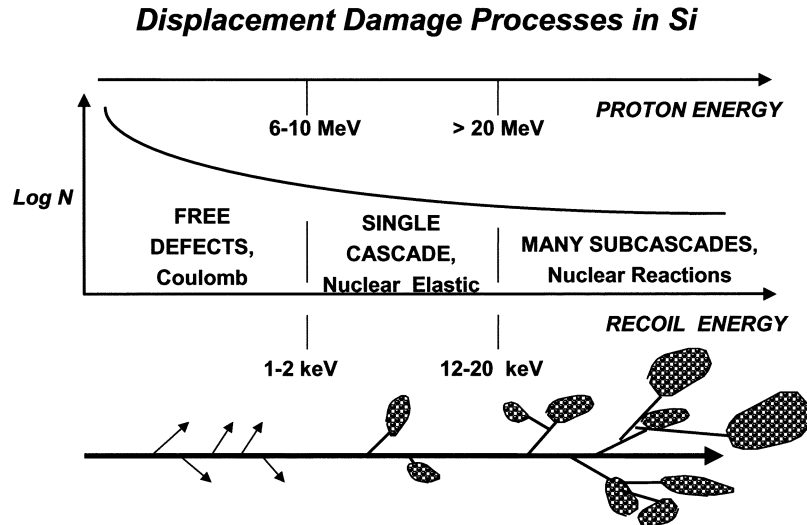 Displacement Damage Processes in Si
6-10 MeV
> 20 MeV
PROTON ENERGY
Log N
FREE
DEFECTS,
Coulomb
SINGLE
CASCADE,
Nuclear Elastic
MANY SUBCASCADES,
Nuclear Reactions
RECOIL ENERGY
1-2 keV
12-20 keV